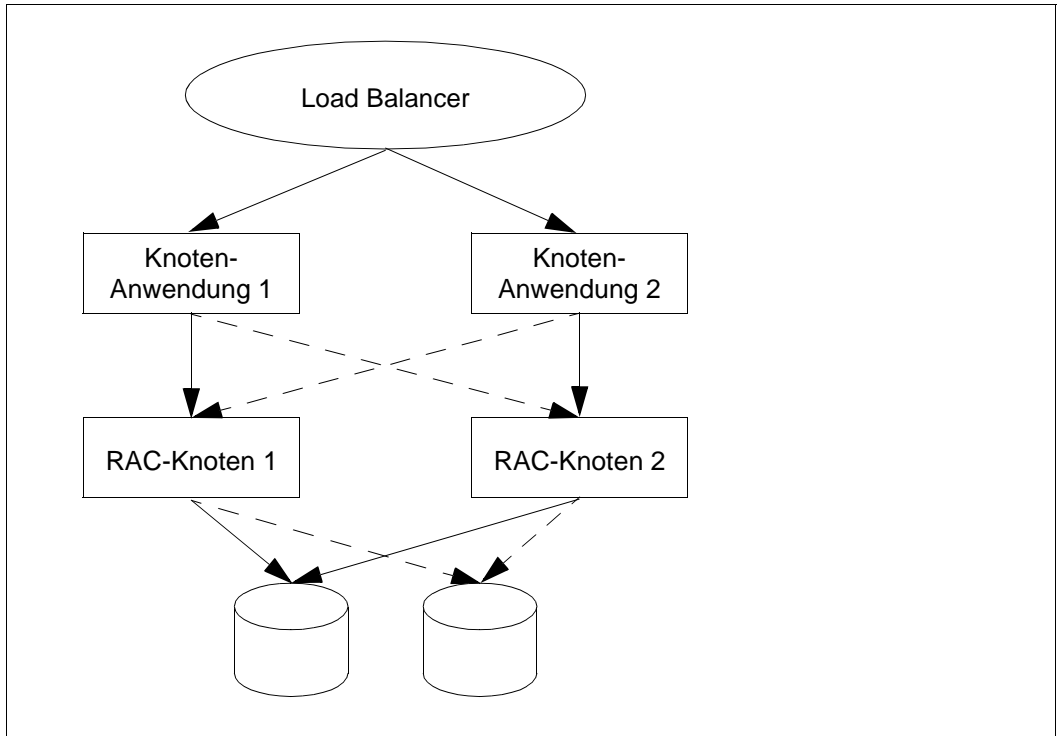 Load Balancer
Knoten-
Anwendung 1
Knoten-
Anwendung 2
RAC-Knoten 1
RAC-Knoten 2